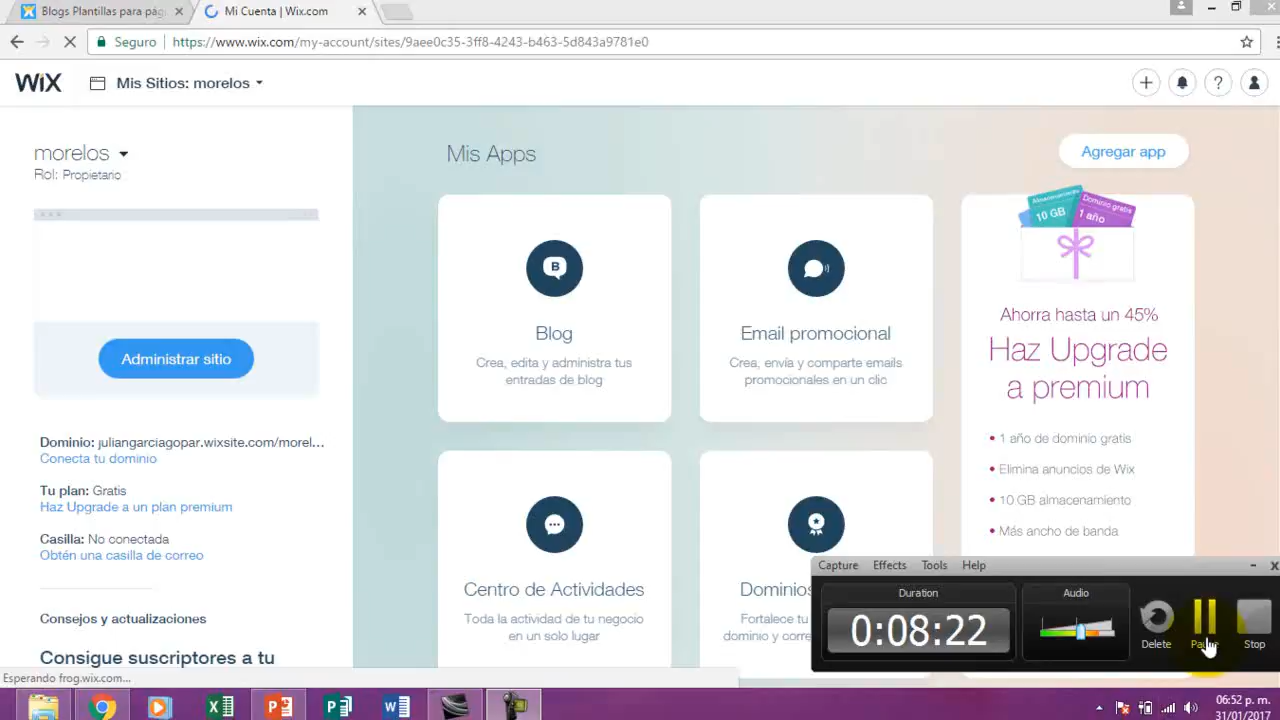 Blogs Plantillas para pág
Mi Cuenta | Wix.com
Seguro
https://www.wix.com/my-account/sites/9aee0c35-3ff8-4243-b463-5d843a9781e0
WiX
Mis Sitios: morelos
morelos
Rol: Propietario
Administrar sitio
Dominio: juliangarciagopar.wixsite.com/morel...
Conecta tu dominio
Tu plan: Gratis
Haz Upgrade a un plan premium
Casilla: No conectada
Obtén una casilla de correo
Consejos y actualizaciones
Consigue suscriptores a tu
Mis Apps
Agregar app
B
Blog
Crea, edita y administra tus
entradas de blog
Email promocional
Crea, envía y comparte emails
promocionales en un clic
Centro de Actividades
Toda la actividad de tu negocio
en un solo lugar
Dominios
Fortalece tu
dominio y corre
Almacenamiento
10 GB
Dominio gratis
1 año
Ahorra hasta un 45%
Haz Upgrade
a premium
• 1 año de dominio gratis
• Elimina anuncios de Wix
• 10 GB almacenamiento
• Más ancho de banda
Capture
Effects
Tools
Help
Duration
0:08:22
Audio
Delete
Pause
Stop
Esperando frog.wix.com...
06:52 p. m.
31/01/2017